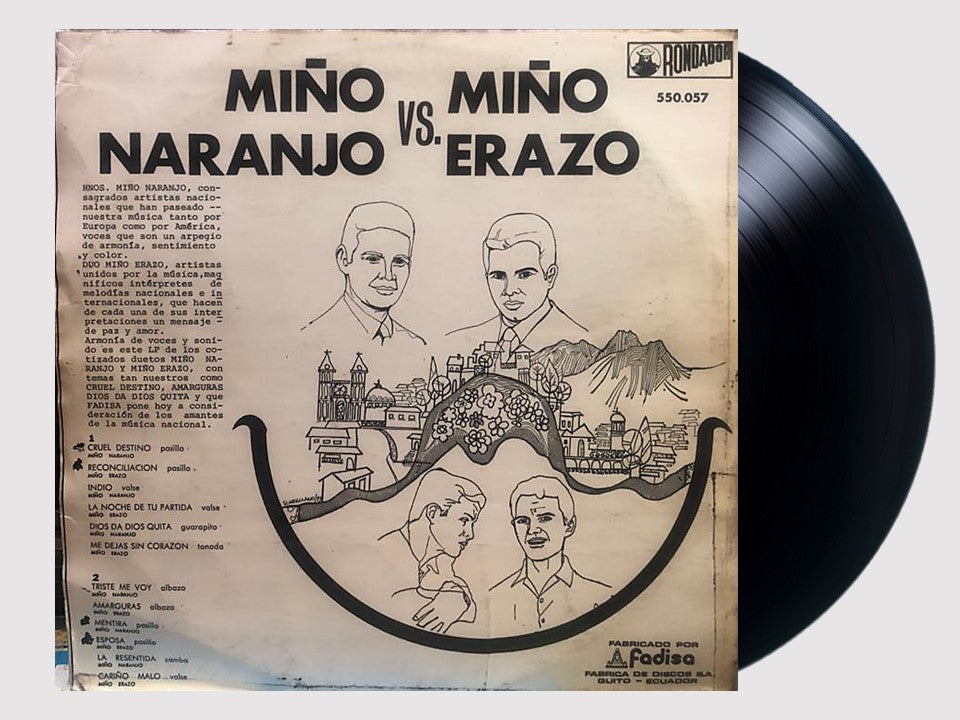 MIÑO VS. MIÑO
NARANJO ERAZO
RONDADOR
550.057
HNOS. MIÑO NARANJO, con-
sagrados artistas nacio-
nales que han paseado --
nuestra música tanto por
Europa como por América,
voces que son un arpegio
de armonía, sentimiento
y color.
DUO MIÑO ERAZO, artistas
unidos por la música,mag
níficos intérpretes de
melodías nacionales e in
ternacionales, que hacen
de cada una de sus inter
pretaciones un mensaje -
de paz y amor.
Armonía de voces y soni-
do es este LP de los co-
tizados duetos MIÑO NA-
RANJO Y MIÑO ERAZO, con
temas tan nuestros como
CRUEL DESTINO, AMARGURAS
DIOS DA DIOS QUITA y que
FADISA pone hoy a consi-
deración de los amantes
de la música nacional.
1
CRUEL DESTINO pasillo
MIÑO NARANJO
RECONCILIACION pasillo
MIÑO ERAZO
INDIO valse
MIÑO NARANJO
LA NOCHE DE TU PARTIDA valse
MIÑO ERAZO
DIOS DA DIOS QUITA guarapito
MIÑO NARANJO
ME DEJAS SIN CORAZON tonada
MIÑO ERAZO
2
TRISTE ME VOY albazo
MIÑO NARANJO
AMARGURAS albazo
MIÑO ERAZO
MENTIRA pasillo
MIÑO NARANJO
ESPOSA pasillo
MIÑO ERAZO
LA RESENTIDA zamba
MIÑO NARANJO
CARIÑO MALO valse
MIÑO ERAZO
FABRICADO POR
fadisa
FABRICA DE DISCOS S.A.
QUITO - ECUADOR